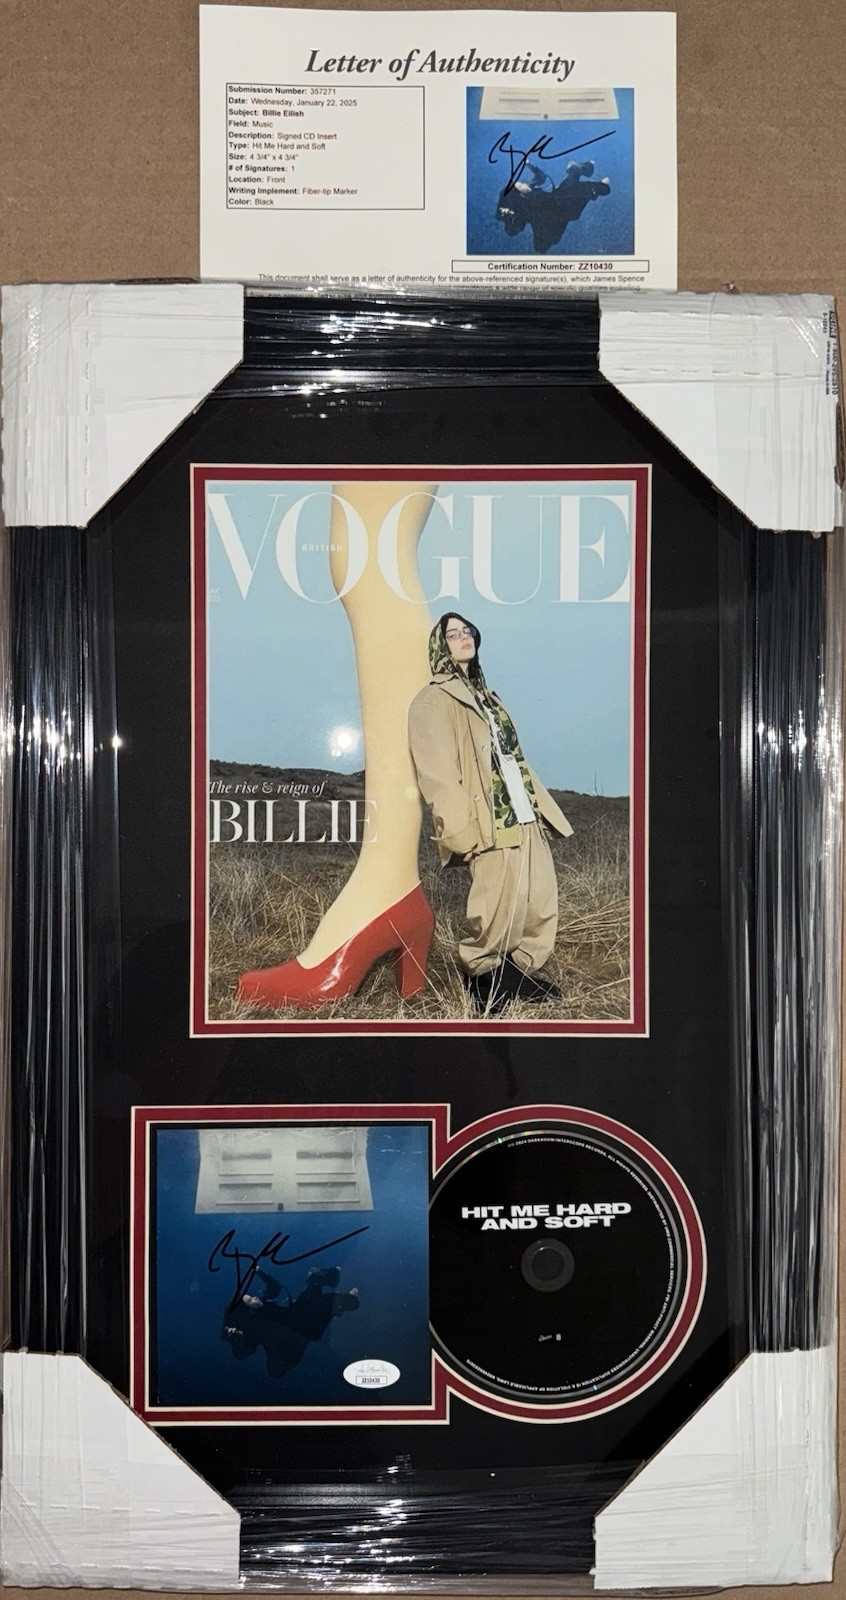 Letter of Authenticity
Submission Number: 357271
Date: Wednesday, January 22, 2025
Subject: Billie Eilish
Field: Music
Description: Signed CD Insert
Type: Hit Me Hard and Soft
Size: 4 3/4" x 4 3/4"
# of Signatures: 1
Location: Front
Writing Implement: Fiber-tip Marker
Color: Black
Certification Number: ZZ10430
This document shall serve as a letter of authenticity for the above-referenced signature(s), which James Spence
VOGUE
BRITISH
The rise & reign of
BILLIE
HIT ME HARD
AND SOFT
ZZ10430